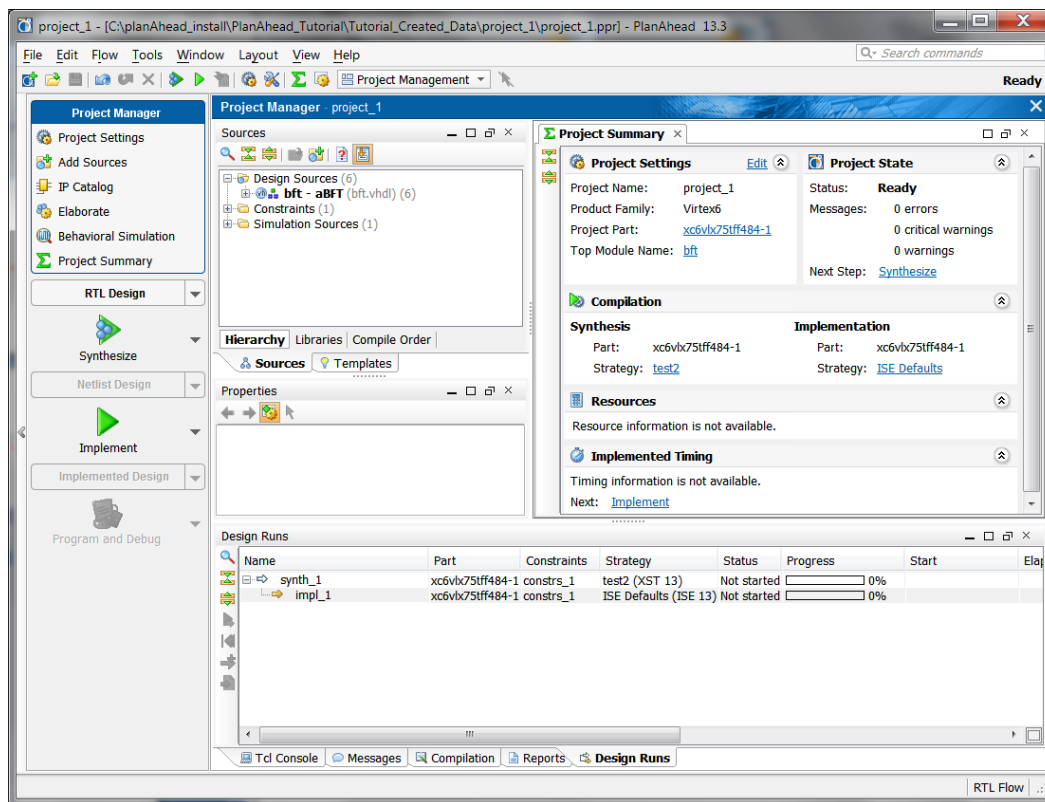 project_1 - [C:\planAhead_install\PlanAhead_Tutorial\Tutorial_Created_Data\project_1\project_1.ppr] - PlanAhead 13.3
File Edit Flow Tools Window Layout View Help
Search commands
Project Management
Ready
Project Manager
Project Settings
Add Sources
IP Catalog
Elaborate
Behavioral Simulation
Project Summary
RTL Design
Synthesize
Netlist Design
Implement
Implemented Design
Program and Debug
Project Manager - project_1
Sources
Design Sources (6)
bft - aBFT (bft.vhdl) (6)
Constraints (1)
Simulation Sources (1)
Hierarchy Libraries Compile Order
Sources Templates
Properties
Project Summary
Project Settings Edit
Project Name: project_1
Product Family: Virtex6
Project Part: xc6vlx75tff484-1
Top Module Name: bft
Project State
Status: Ready
Messages: 0 errors
0 critical warnings
0 warnings
Next Step: Synthesize
Compilation
Synthesis
Part: xc6vlx75tff484-1
Strategy: test2
Implementation
Part: xc6vlx75tff484-1
Strategy: ISE Defaults
Resources
Resource information is not available.
Implemented Timing
Timing information is not available.
Next: Implement
Design Runs
Name Part Constraints Strategy Status Progress Start Elap
synth_1 xc6vlx75tff484-1 constrs_1 test2 (XST 13) Not started 0%
impl_1 xc6vlx75tff484-1 constrs_1 ISE Defaults (ISE 13) Not started 0%
Tcl Console Messages Compilation Reports Design Runs
RTL Flow